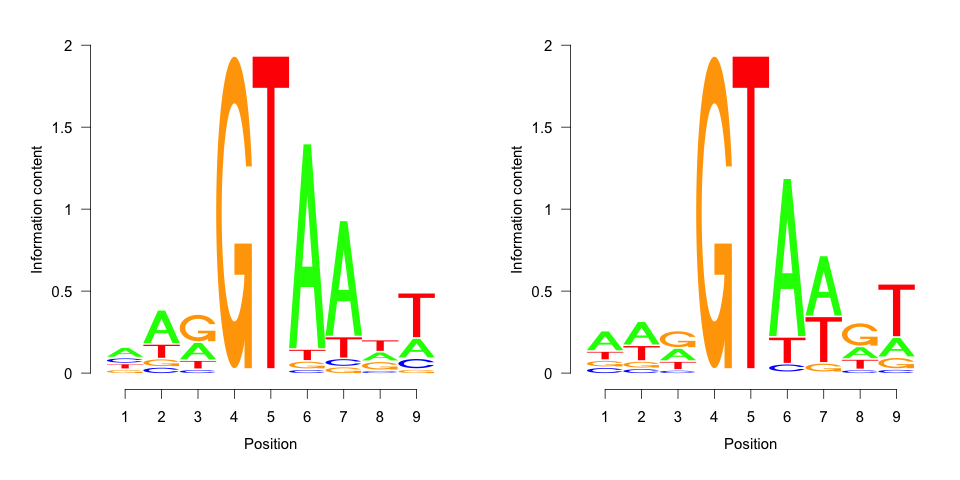 Information content
2
1.5
1
0.5
0
A C T G
A T G C
G A T C
G
T
A T G C
A T C G
T A G C
T A C G
1 2 3 4 5 6 7 8 9
Position
Information content
2
1.5
1
0.5
0
A T G C
A T G C
G A T C
G
T
A T C
A T G
G A T C
T A G C
1 2 3 4 5 6 7 8 9
Position